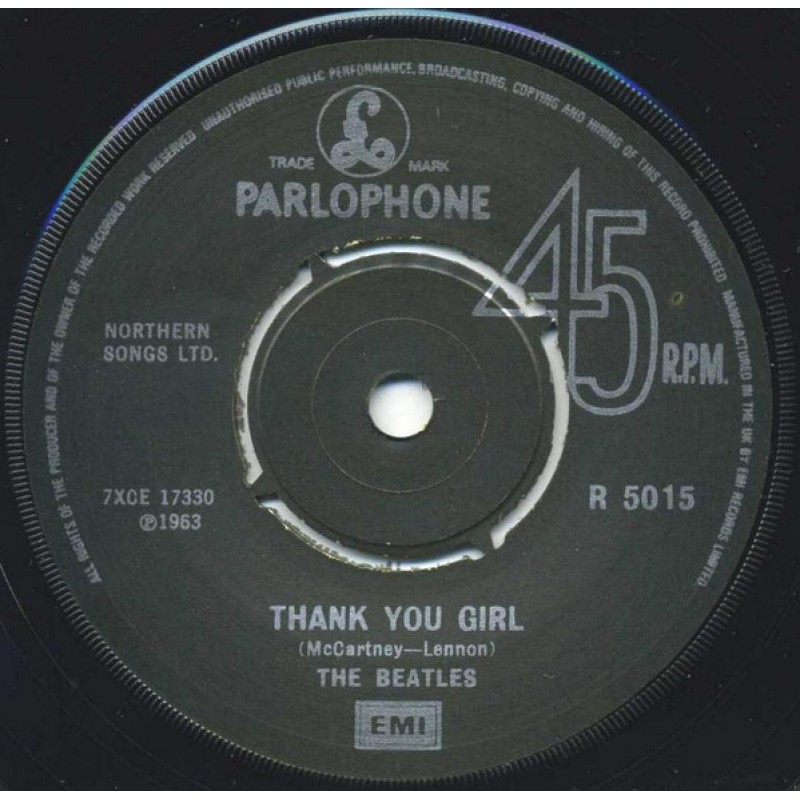 ALL RIGHTS OF THE PRODUCER AND OF THE OWNER OF THE RECORDED WORK RESERVED UNAUTHORISED PUBLIC PERFORMANCE, BROADCASTING, COPYING AND HIRING OF THIS RECORD PROHIBITED MANUFACTURED IN THE UK BY EMI RECORDS LIMITED.
£
TRADE MARK
PARLOPHONE
45
R.P.M.
NORTHERN
SONGS LTD.
7XCE 17330
℗1963
R 5015
THANK YOU GIRL
(McCartney—Lennon)
THE BEATLES
EMI